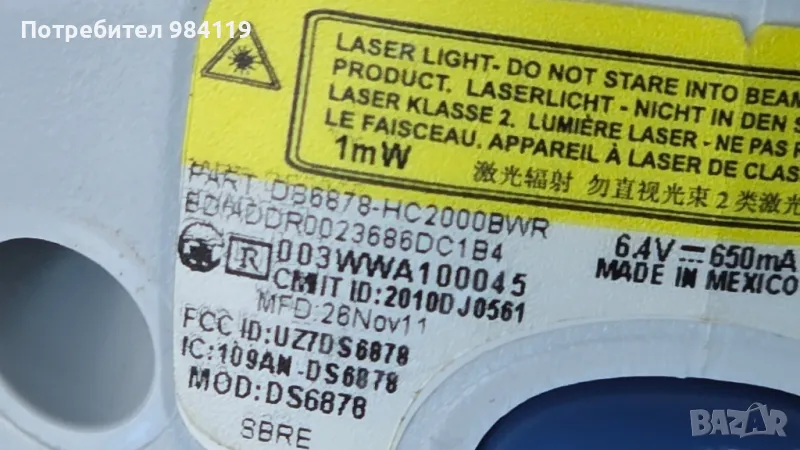 Потребител 984119
LASER LIGHT- DO NOT STARE INTO BEAM
PRODUCT. LASERLICHT - NICHT IN DEN S
LASER KLASSE 2. LUMIÈRE LASER - NE PAS
LE FAISCEAU. APPAREIL À LASER DE CLAS
1mW
激光辐射 勿直视光束 2 类激光
PART: DS6878-HC2000BWR
BDADDR0023686DC1B4
R 003WWA100045
6.4V 650mA
MADE IN MEXICO
CMIIT ID:2010DJ0561
MFD:26Nov11
FCC ID:UZ7DS6878
IC:109AN-DS6878
MOD:DS6878
SBRE
BAZAR